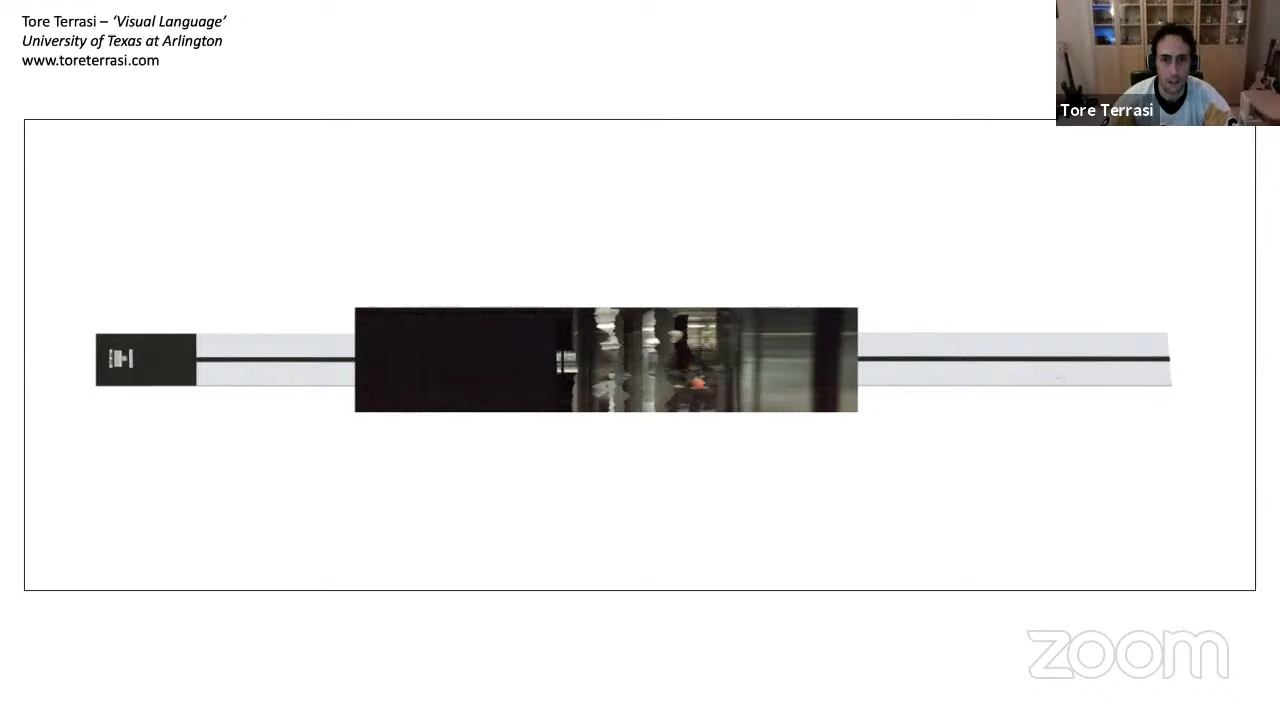 Tore Terrasi – ‘Visual Language’
University of Texas at Arlington
www.toreterrasi.com
Tore Terrasi
zoom